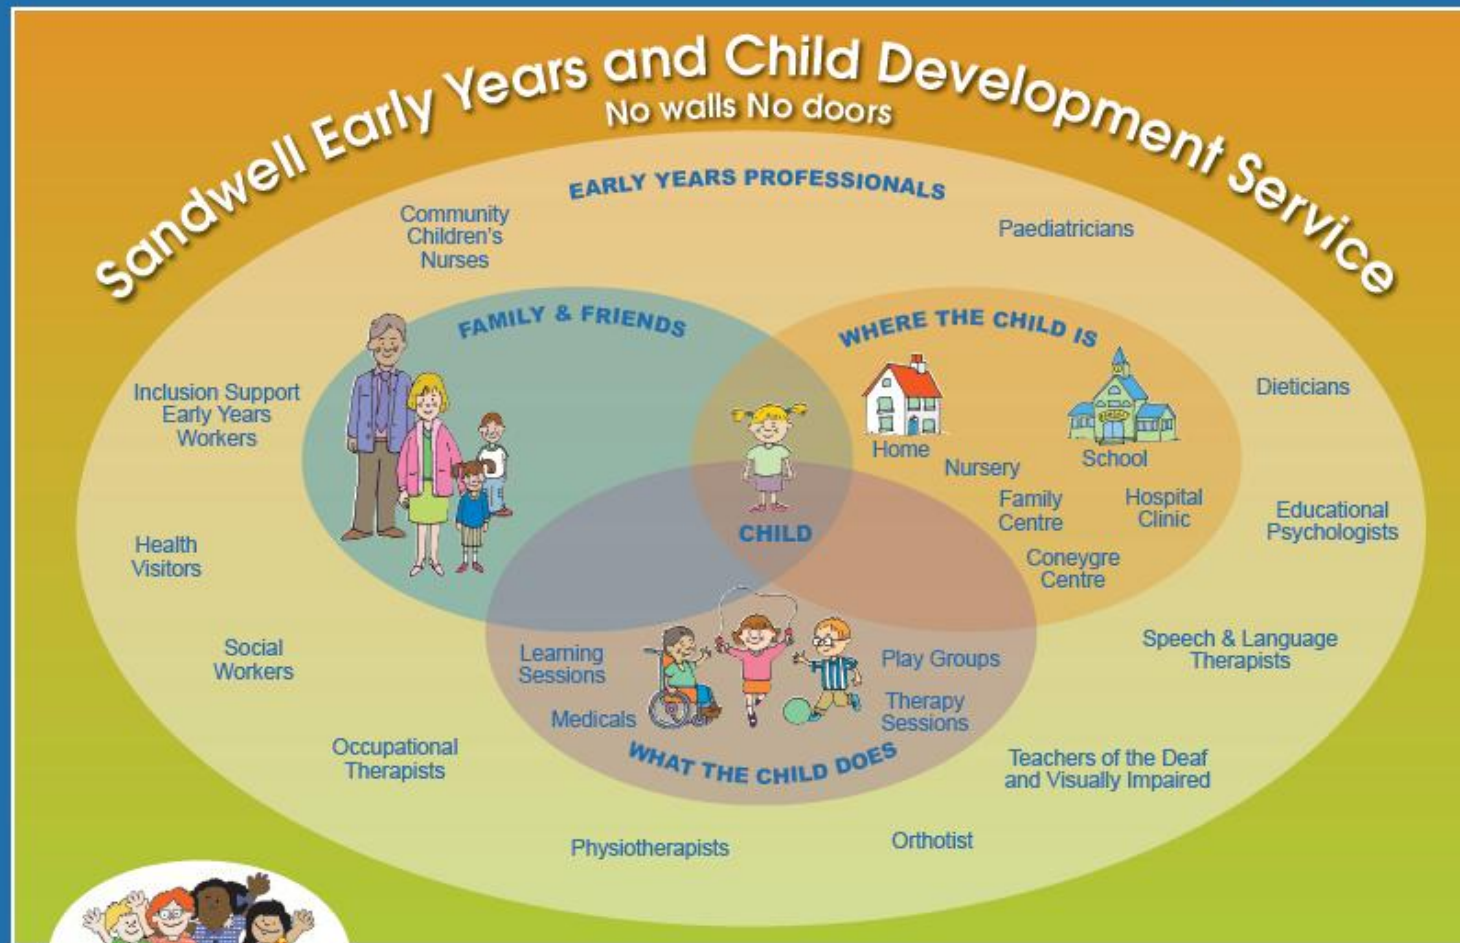 Sandwell Early Years and Child Development Service
No walls No doors
EARLY YEARS PROFESSIONALS
Community
Children's
Nurses
Paediatricians
FAMILY & FRIENDS
WHERE THE CHILD IS
Inclusion Support
Early Years
Workers
Dieticians
Home
Nursery
School
Family
Centre
Hospital
Clinic
Educational
Psychologists
CHILD
Health
Visitors
Coneygre
Centre
Social
Workers
Learning
Sessions
Play Groups
Speech & Language
Therapists
Medicals
Therapy
Sessions
WHAT THE CHILD DOES
Occupational
Therapists
Teachers of the Deaf
and Visually Impaired
Physiotherapists
Orthotist